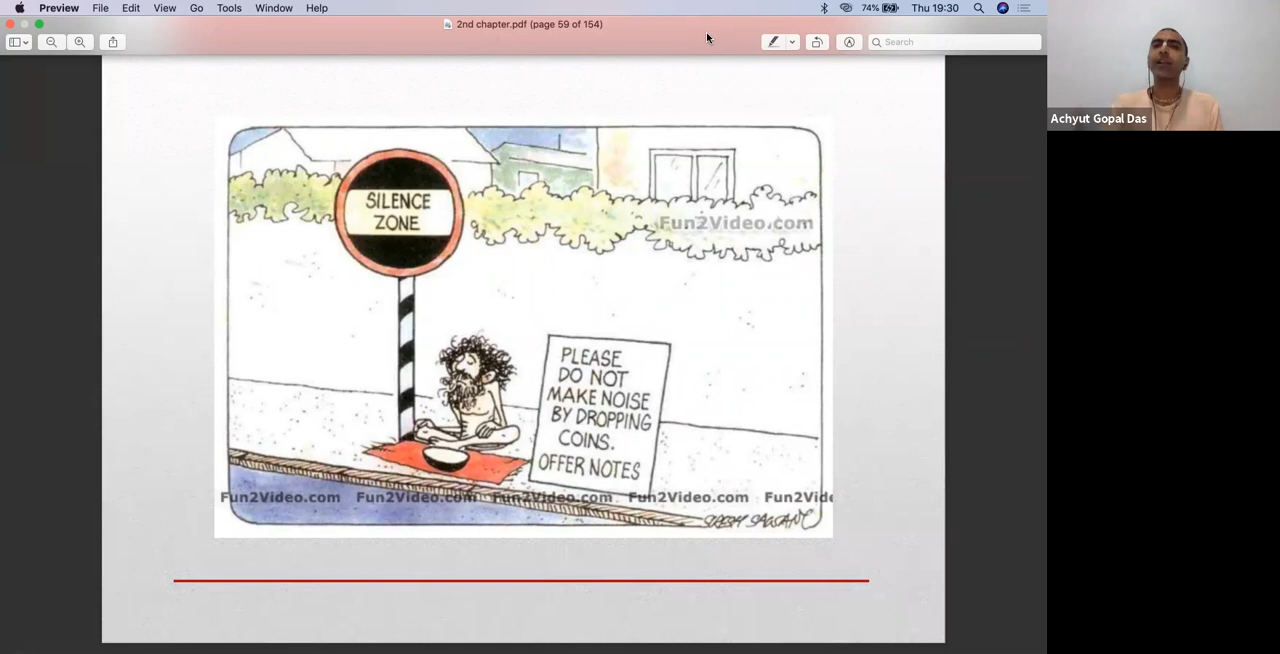 Preview File Edit View Go Tools Window Help 74% Thu 19:30
2nd chapter.pdf (page 59 of 154)
Search
Achyut Gopal Das
SILENCE
ZONE
Fun2Video.com
PLEASE
DO NOT
MAKE NOISE
BY DROPPING
COINS.
OFFER NOTES
Fun2Video.com Fun2Video.com Fun2Video.com Fun2Video.com Fun2Vide